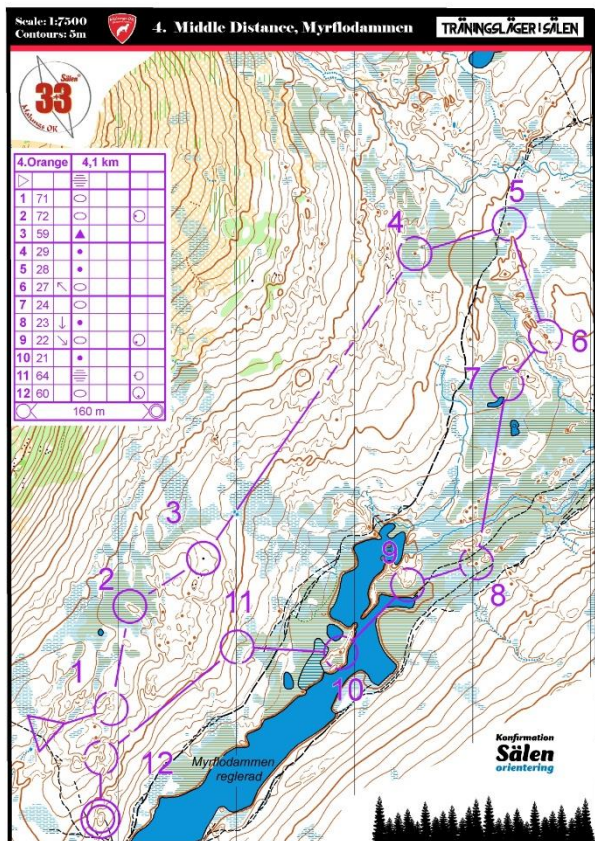 Scale: 1:7500
Contours: 5m
4. Middle Distance, Myrflodammen
TRÄNINGSLÄGER I SÄLEN
Sälen
33
Malungs OK
4.Orange 4,1 km
1 71
2 72
3 59
4 29
5 28
6 27
7 24
8 23
9 22
10 21
11 64
12 60
160 m
4
5
6
7
3
9
8
2
11
1
10
12
Myrflodammen
reglerad
Konfirmation
Sälen
orientering